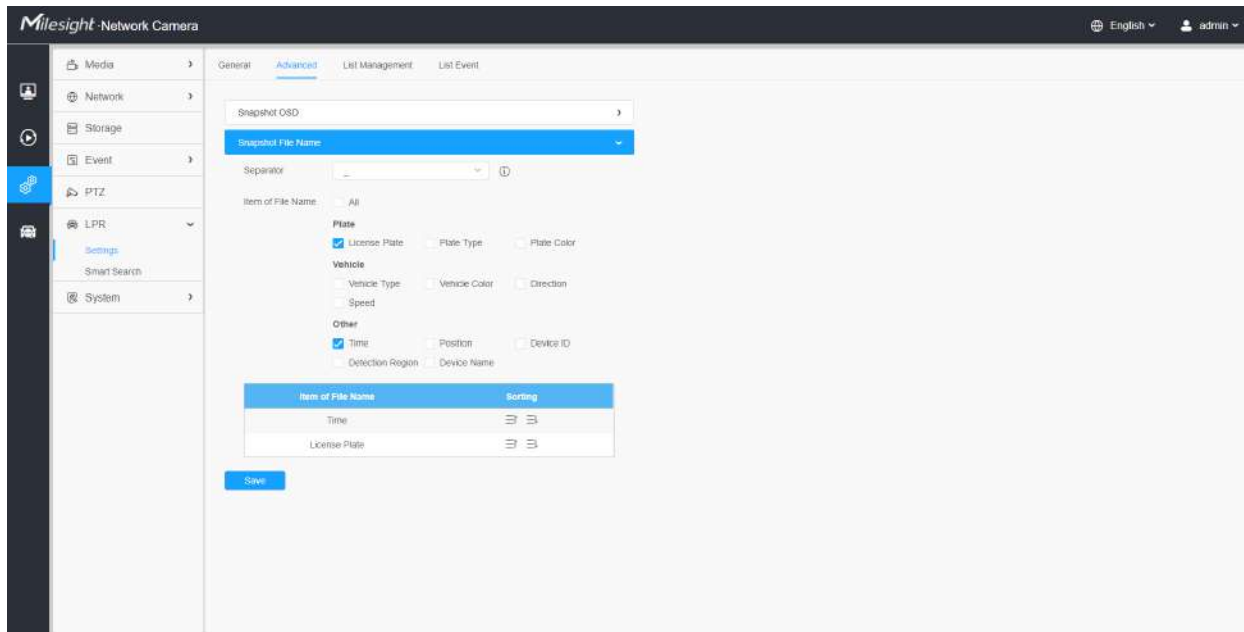 Milesight -Network Camera
English
admin
Media
Network
Storage
Event
PTZ
LPR
Settings
Smart Search
System
General Advanced List Management List Event
Snapshot OSD
Snapshot File Name
Separator _
Item of File Name All
Plate
License Plate Plate Type Plate Color
Vehicle
Vehicle Type Vehicle Color Direction
Speed
Other
Time Position Device ID
Detection Region Device Name
Item of File Name Sorting
Time
License Plate
Save